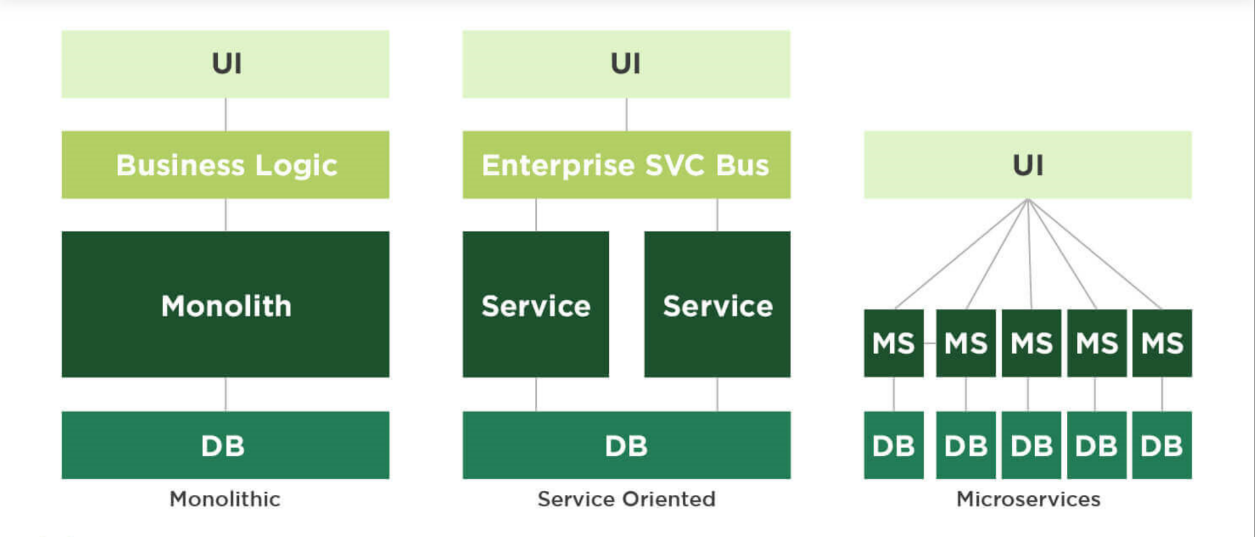 UI
Business Logic
Monolith
DB
Monolithic
UI
Enterprise SVC Bus
Service Service
DB
Service Oriented
UI
MS MS MS MS MS
DB DB DB DB DB
Microservices